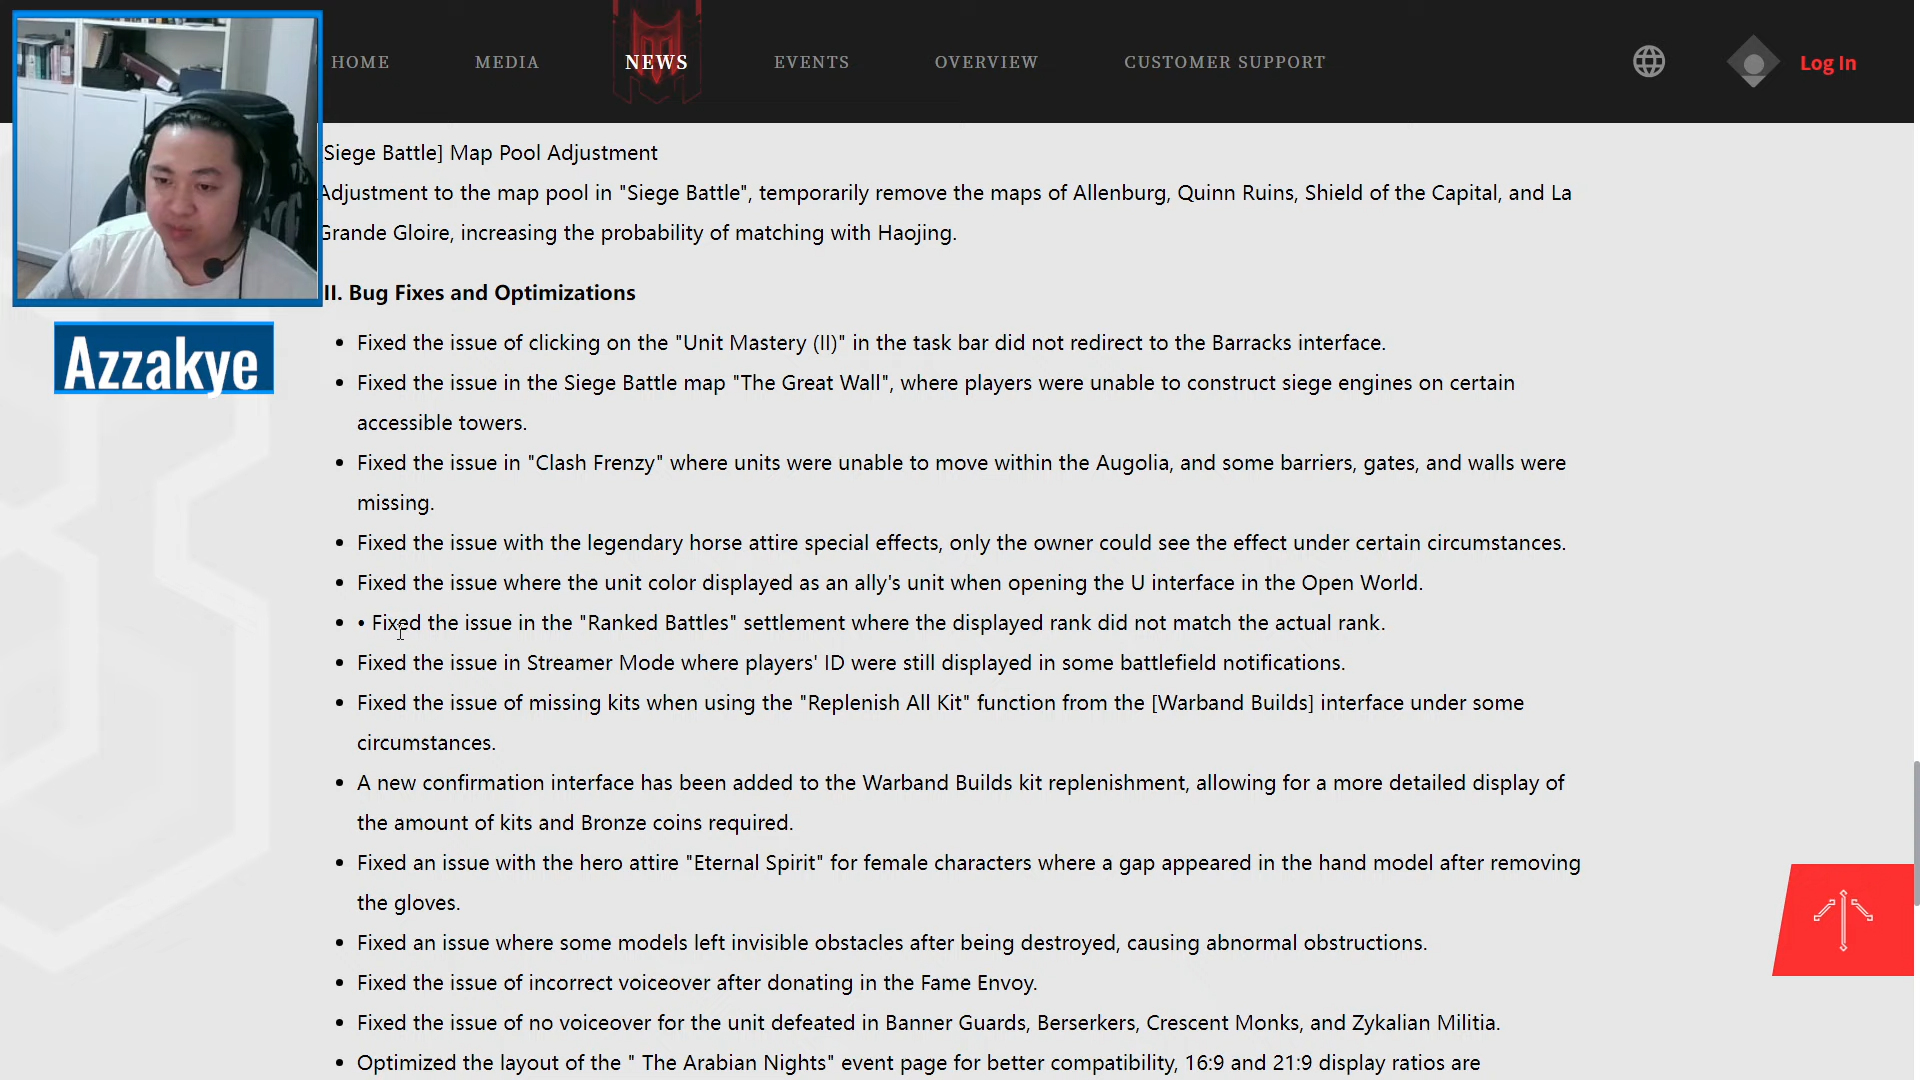 HOME
MEDIA
NEWS
EVENTS
OVERVIEW
CUSTOMER SUPPORT
Log In
Siege Battle] Map Pool Adjustment
Adjustment to the map pool in "Siege Battle", temporarily remove the maps of Allenburg, Quinn Ruins, Shield of the Capital, and La
Grande Gloire, increasing the probability of matching with Haojing.
II. Bug Fixes and Optimizations
Azzakye
• Fixed the issue of clicking on the "Unit Mastery (II)" in the task bar did not redirect to the Barracks interface.
• Fixed the issue in the Siege Battle map "The Great Wall", where players were unable to construct siege engines on certain
accessible towers.
• Fixed the issue in "Clash Frenzy" where units were unable to move within the Augolia, and some barriers, gates, and walls were
missing.
• Fixed the issue with the legendary horse attire special effects, only the owner could see the effect under certain circumstances.
• Fixed the issue where the unit color displayed as an ally's unit when opening the U interface in the Open World.
• • Fixed the issue in the "Ranked Battles" settlement where the displayed rank did not match the actual rank.
• Fixed the issue in Streamer Mode where players' ID were still displayed in some battlefield notifications.
• Fixed the issue of missing kits when using the "Replenish All Kit" function from the [Warband Builds] interface under some
circumstances.
• A new confirmation interface has been added to the Warband Builds kit replenishment, allowing for a more detailed display of
the amount of kits and Bronze coins required.
• Fixed an issue with the hero attire "Eternal Spirit" for female characters where a gap appeared in the hand model after removing
the gloves.
• Fixed an issue where some models left invisible obstacles after being destroyed, causing abnormal obstructions.
• Fixed the issue of incorrect voiceover after donating in the Fame Envoy.
• Fixed the issue of no voiceover for the unit defeated in Banner Guards, Berserkers, Crescent Monks, and Zykalian Militia.
• Optimized the layout of the " The Arabian Nights" event page for better compatibility, 16:9 and 21:9 display ratios are